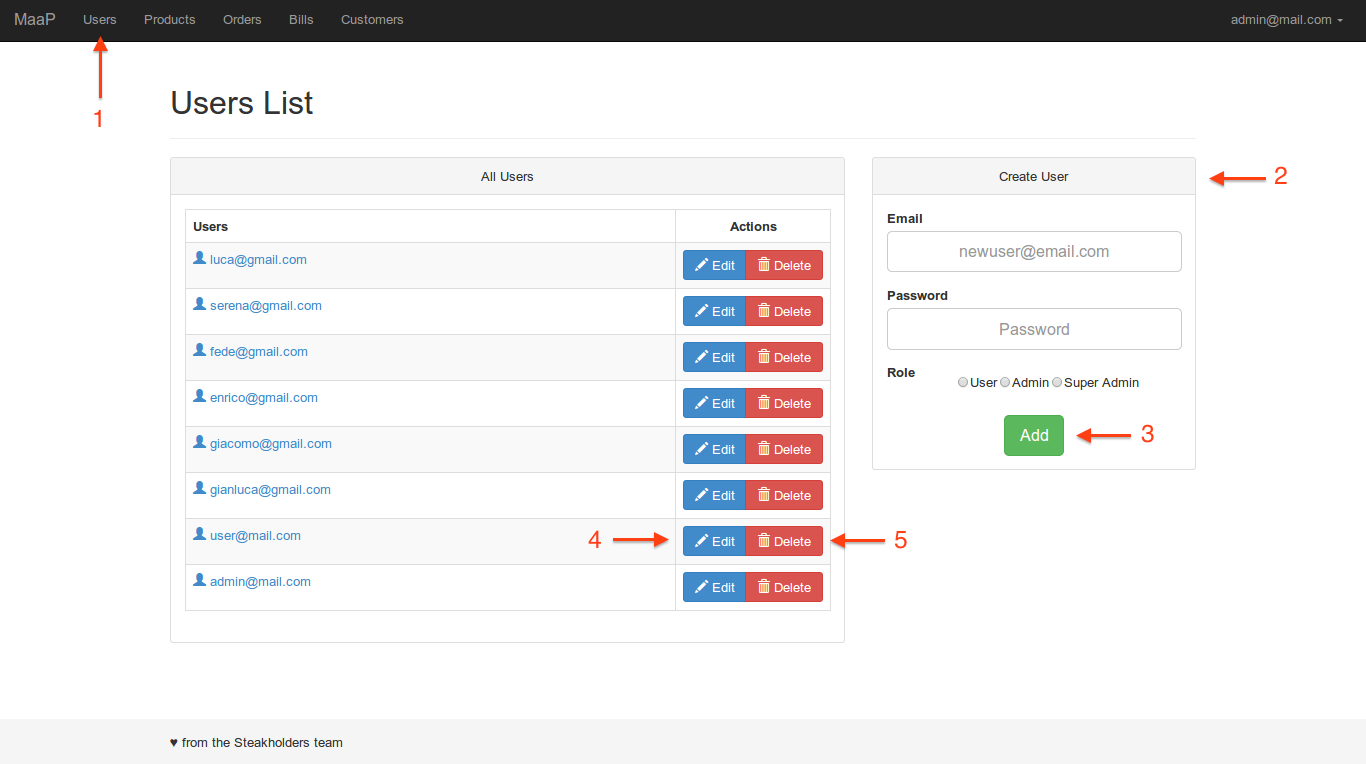 MaaP Users Products Orders Bills Customers admin@mail.com
1
Users List
All Users
Users Actions
luca@gmail.com Edit Delete
serena@gmail.com Edit Delete
fede@gmail.com Edit Delete
enrico@gmail.com Edit Delete
giacomo@gmail.com Edit Delete
gianluca@gmail.com Edit Delete
user@mail.com 4 Edit Delete 5
admin@mail.com Edit Delete
Create User 2
Email
newuser@email.com
Password
Password
Role User Admin Super Admin
Add 3
♥ from the Steakholders team